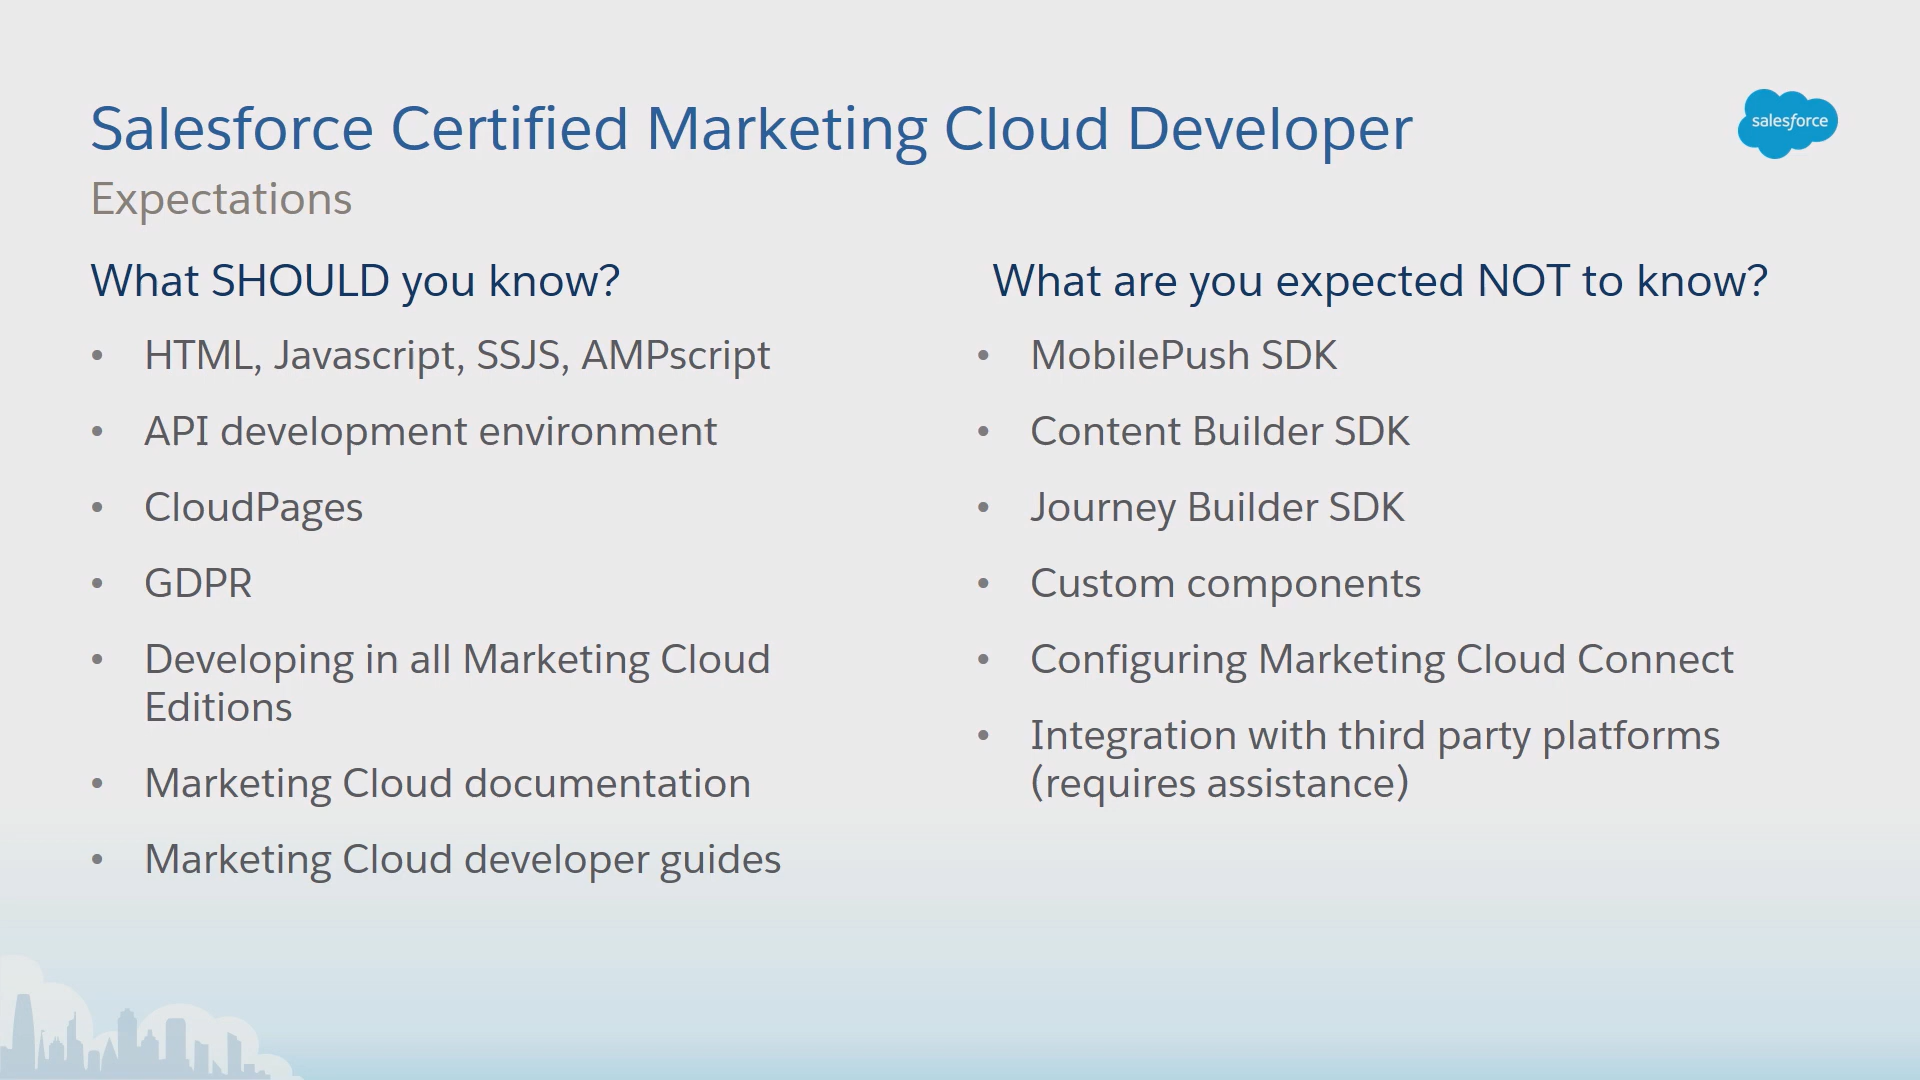 Salesforce Certified Marketing Cloud Developer
salesforce
Expectations
What SHOULD you know?
• HTML, Javascript, SSJS, AMPscript
• API development environment
• CloudPages
• GDPR
• Developing in all Marketing Cloud
Editions
• Marketing Cloud documentation
• Marketing Cloud developer guides
What are you expected NOT to know?
• MobilePush SDK
• Content Builder SDK
• Journey Builder SDK
• Custom components
• Configuring Marketing Cloud Connect
• Integration with third party platforms
(requires assistance)